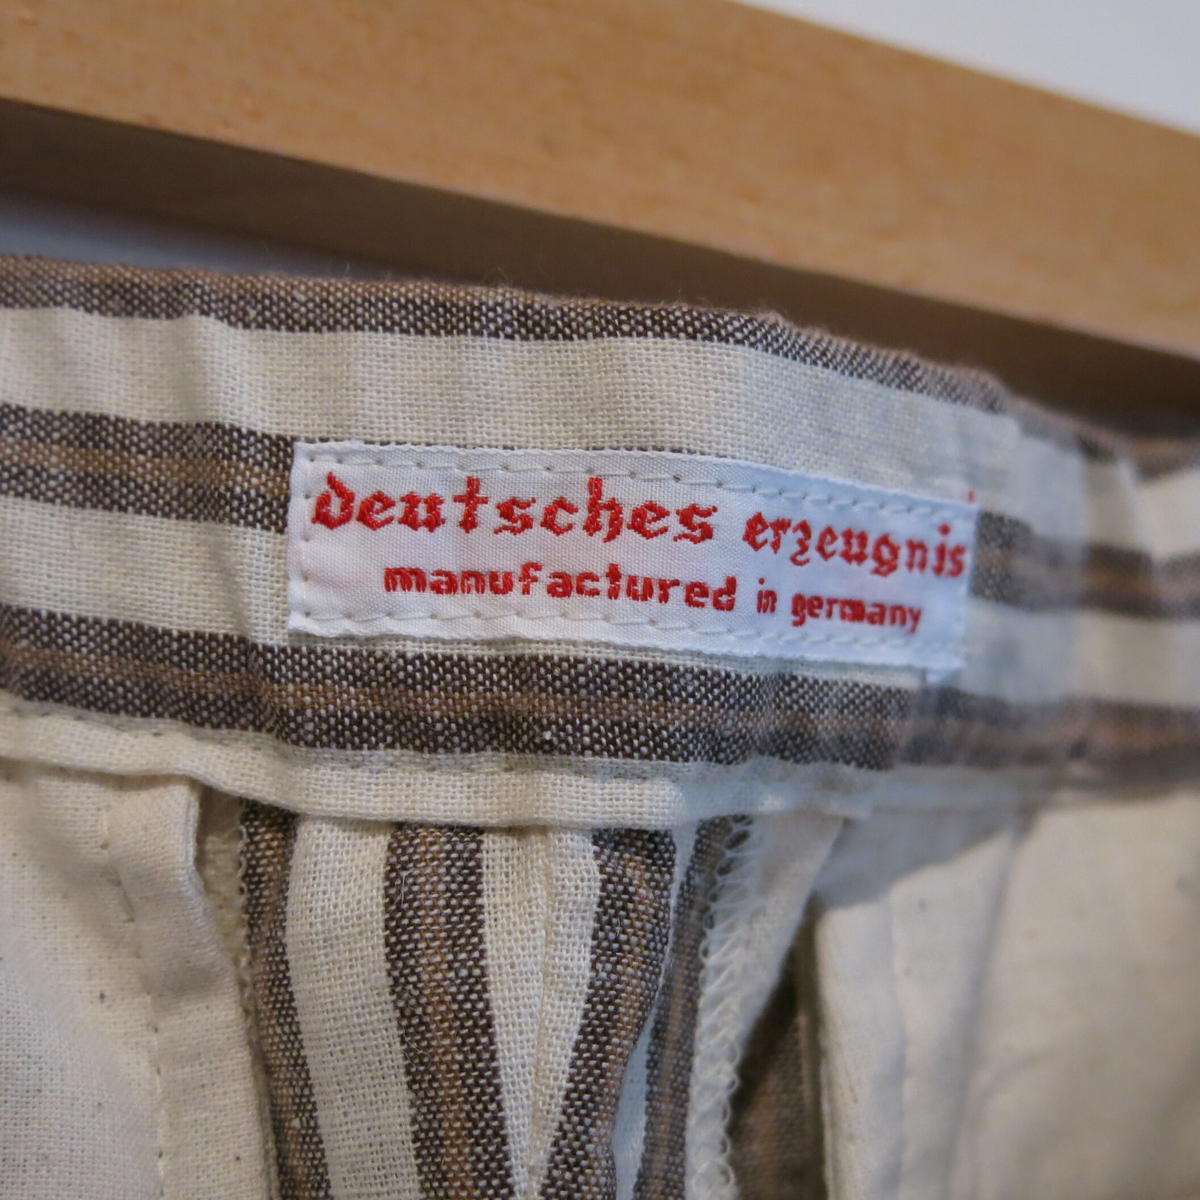 deutsches erzeugnis
manufactured in germany